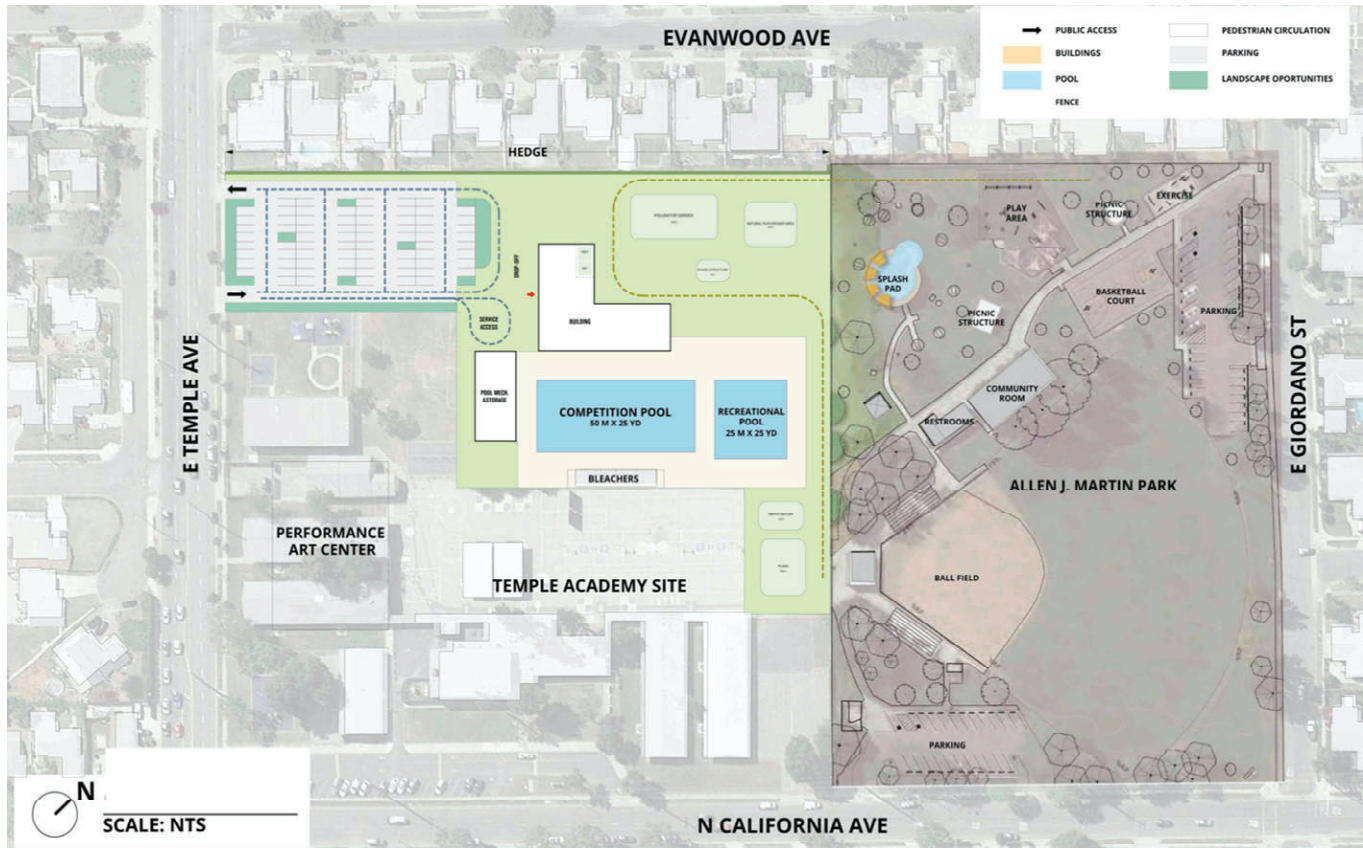 EVANWOOD AVE
PUBLIC ACCESS
BUILDINGS
POOL
FENCE
PEDESTRIAN CIRCULATION
PARKING
LANDSCAPE OPORTUNITIES
HEDGE
DROP-OFF
SERVICE
ACCESS
BUILDING
POOL MECH.
&STORAGE
COMPETITION POOL
50 M X 25 YD
RECREATIONAL
POOL
25 M X 25 YD
BLEACHERS
PLAY
AREA
PICNIC
STRUCTURE
EXERCISE
SPLASH
PAD
PICNIC
STRUCTURE
BASKETBALL
COURT
PARKING
COMMUNITY
ROOM
RESTROOMS
ALLEN J. MARTIN PARK
BALL FIELD
PARKING
E TEMPLE AVE
E GIORDANO ST
PERFORMANCE
ART CENTER
TEMPLE ACADEMY SITE
N
SCALE: NTS
N CALIFORNIA AVE